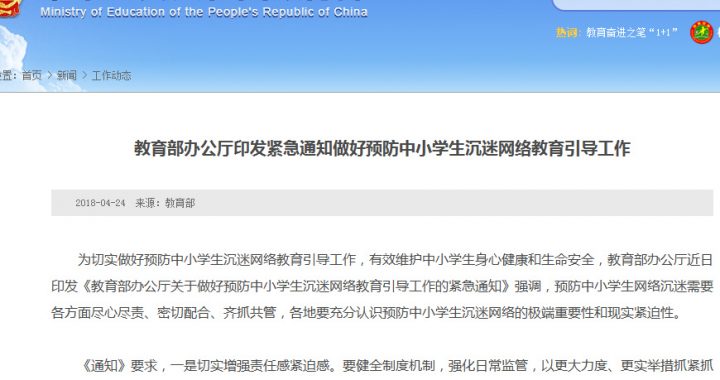 Ministry of Education of the People's Republic of China
热词: 教育奋进之笔“1+1”
置：首页 > 新闻 > 工作动态
教育部办公厅印发紧急通知做好预防中小学生沉迷网络教育引导工作
2018-04-24 来源：教育部
为切实做好预防中小学生沉迷网络教育引导工作，有效维护中小学生身心健康和生命安全，教育部办公厅近日
印发《教育部办公厅关于做好预防中小学生沉迷网络教育引导工作的紧急通知》强调，预防中小学生网络沉迷需要
各方面尽心尽责、密切配合、齐抓共管，各地要充分认识预防中小学生沉迷网络的极端重要性和现实紧迫性。
《通知》要求，一是切实增强责任感紧迫感。要健全制度机制，强化日常监管，以更大力度、更实举措抓紧抓